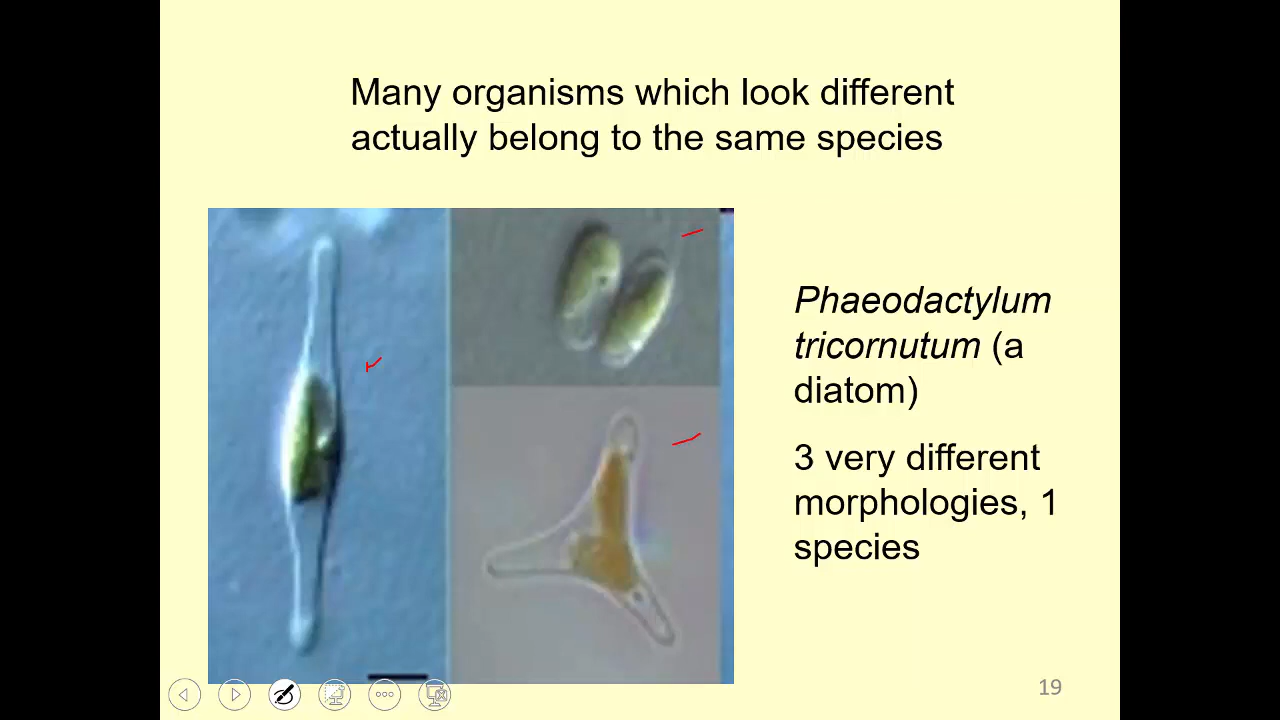 Many organisms which look different
actually belong to the same species
Phaeodactylum
tricornutum (a
diatom)
3 very different
morphologies, 1
species
19